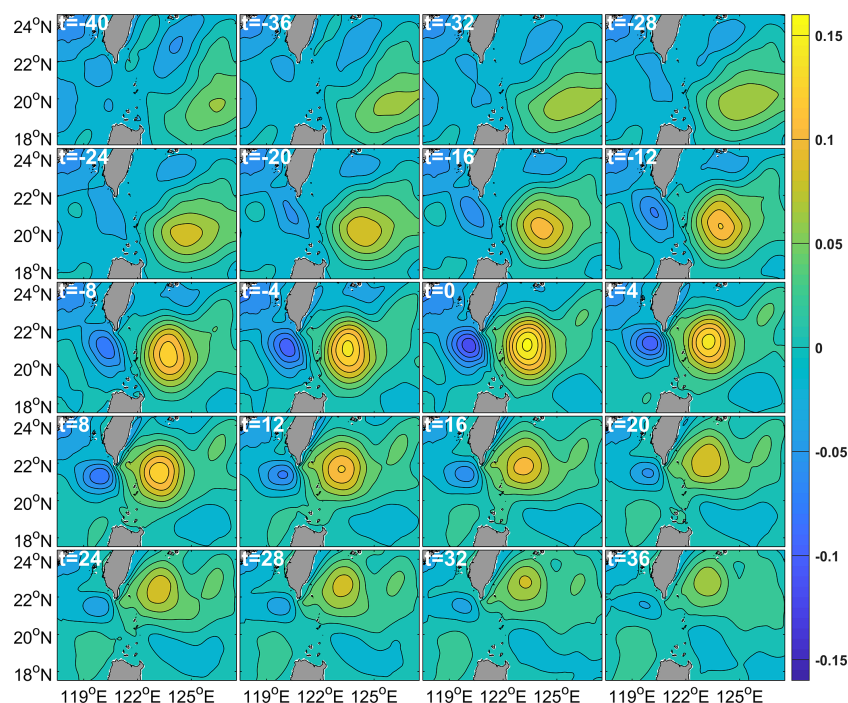 t=-40 t=-36 t=-32 t=-28
24°N
22°N
20°N
18°N
t=-24 t=-20 t=-16 t=-12
24°N
22°N
20°N
18°N
t=-8 t=-4 t=0 t=4
24°N
22°N
20°N
18°N
t=8 t=12 t=16 t=20
24°N
22°N
20°N
18°N
t=24 t=28 t=32 t=36
24°N
22°N
20°N
18°N
119°E 122°E 125°E 119°E 122°E 125°E 119°E 122°E 125°E 119°E 122°E 125°E
0.15
0.1
0.05
0
-0.05
-0.1
-0.15